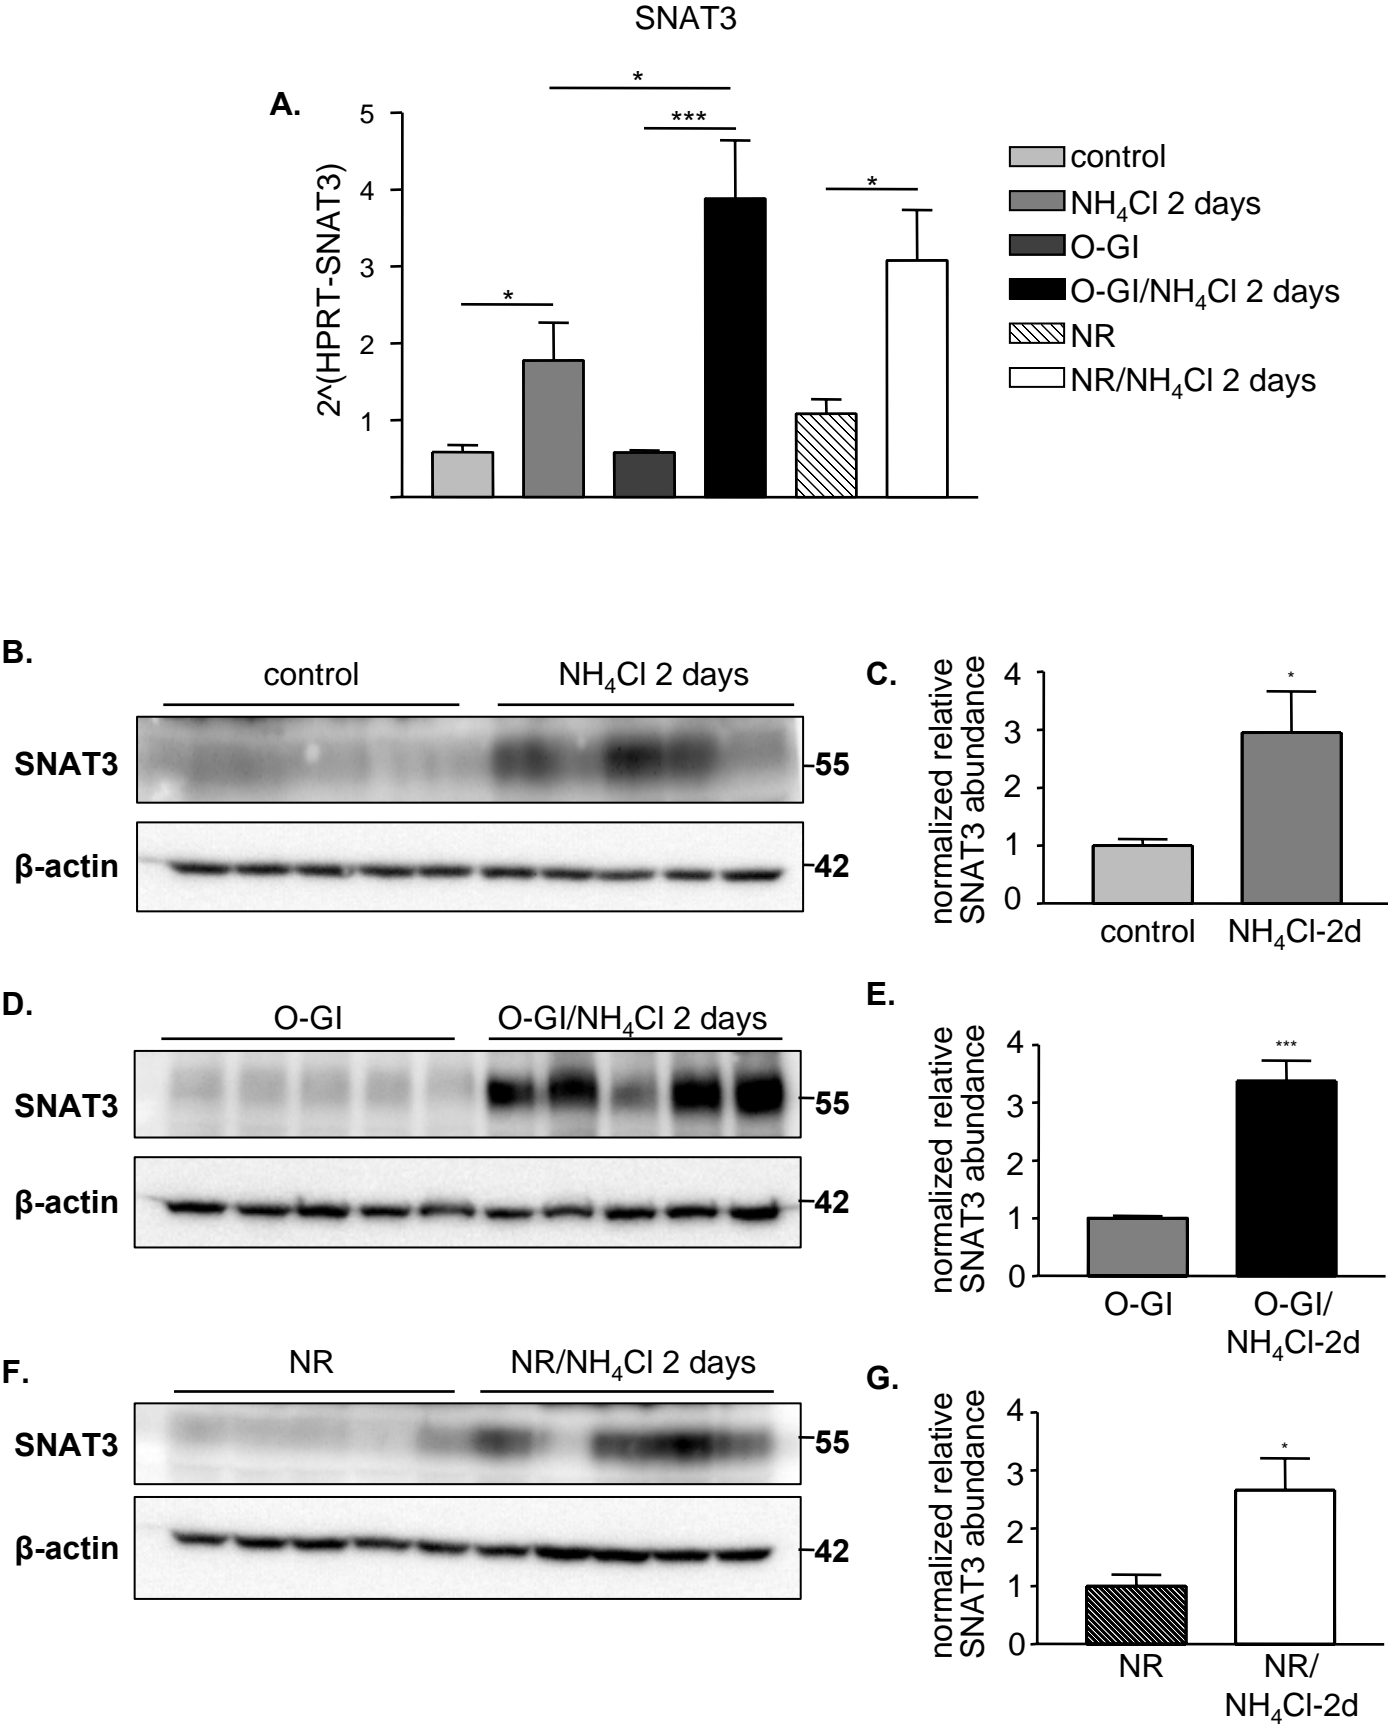 SNAT3
A.
*
***
*
*
5
4
3
2
1
2^(HPRT-SNAT3)
control
NH₄Cl 2 days
O-GI
O-GI/NH₄Cl 2 days
NR
NR/NH₄Cl 2 days
B.
control
NH₄Cl 2 days
SNAT3
55
β-actin
42
C.
normalized relative
SNAT3 abundance
4
3
2
1
0
*
control
NH₄Cl-2d
D.
O-GI
O-GI/NH₄Cl 2 days
SNAT3
55
β-actin
42
E.
normalized relative
SNAT3 abundance
4
3
2
1
0
***
O-GI
O-GI/
NH₄Cl-2d
F.
NR
NR/NH₄Cl 2 days
SNAT3
55
β-actin
42
G.
normalized relative
SNAT3 abundance
4
3
2
1
0
*
NR
NR/
NH₄Cl-2d